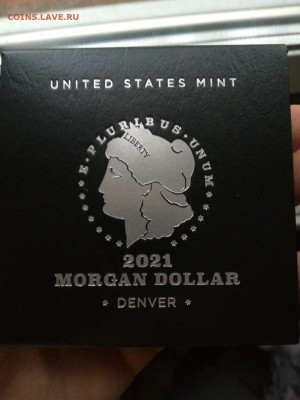 COINS.LAVE.RU
UNITED STATES MINT
E·PLURIBUS·UNUM
LIBERTY
2021
MORGAN DOLLAR
* DENVER *